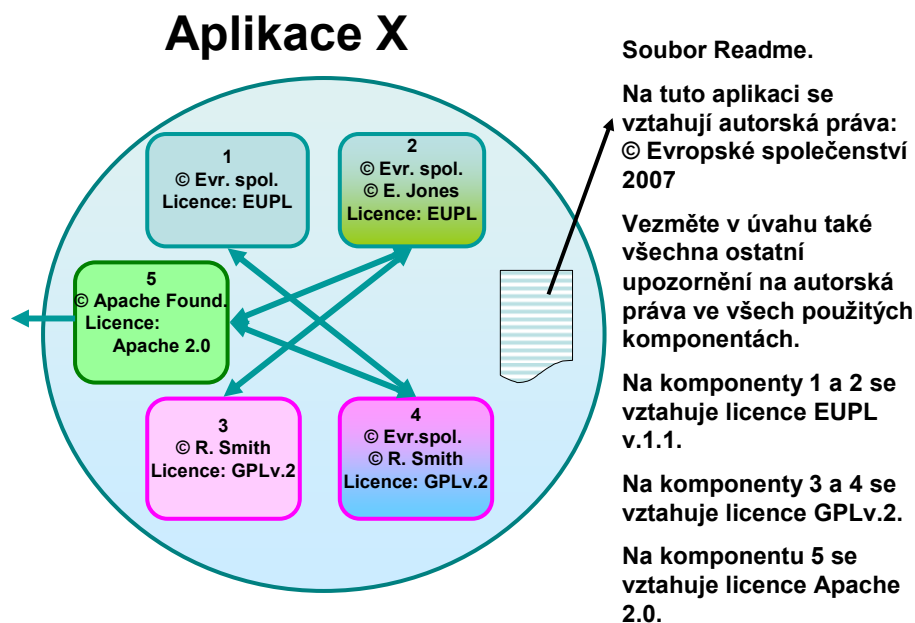 Aplikace X
1
© Evr. spol.
Licence: EUPL
2
© Evr. spol.
© E. Jones
Licence: EUPL
5
© Apache Found.
Licence:
Apache 2.0
3
© R. Smith
Licence: GPLv.2
4
© Evr.spol.
© R. Smith
Licence: GPLv.2
Soubor Readme.
Na tuto aplikaci se
vztahují autorská práva:
© Evropské společenství
2007
Vezměte v úvahu také
všechna ostatní
upozornění na autorská
práva ve všech použitých
komponentách.
Na komponenty 1 a 2 se
vztahuje licence EUPL
v.1.1.
Na komponenty 3 a 4 se
vztahuje licence GPLv.2.
Na komponentu 5 se
vztahuje licence Apache
2.0.